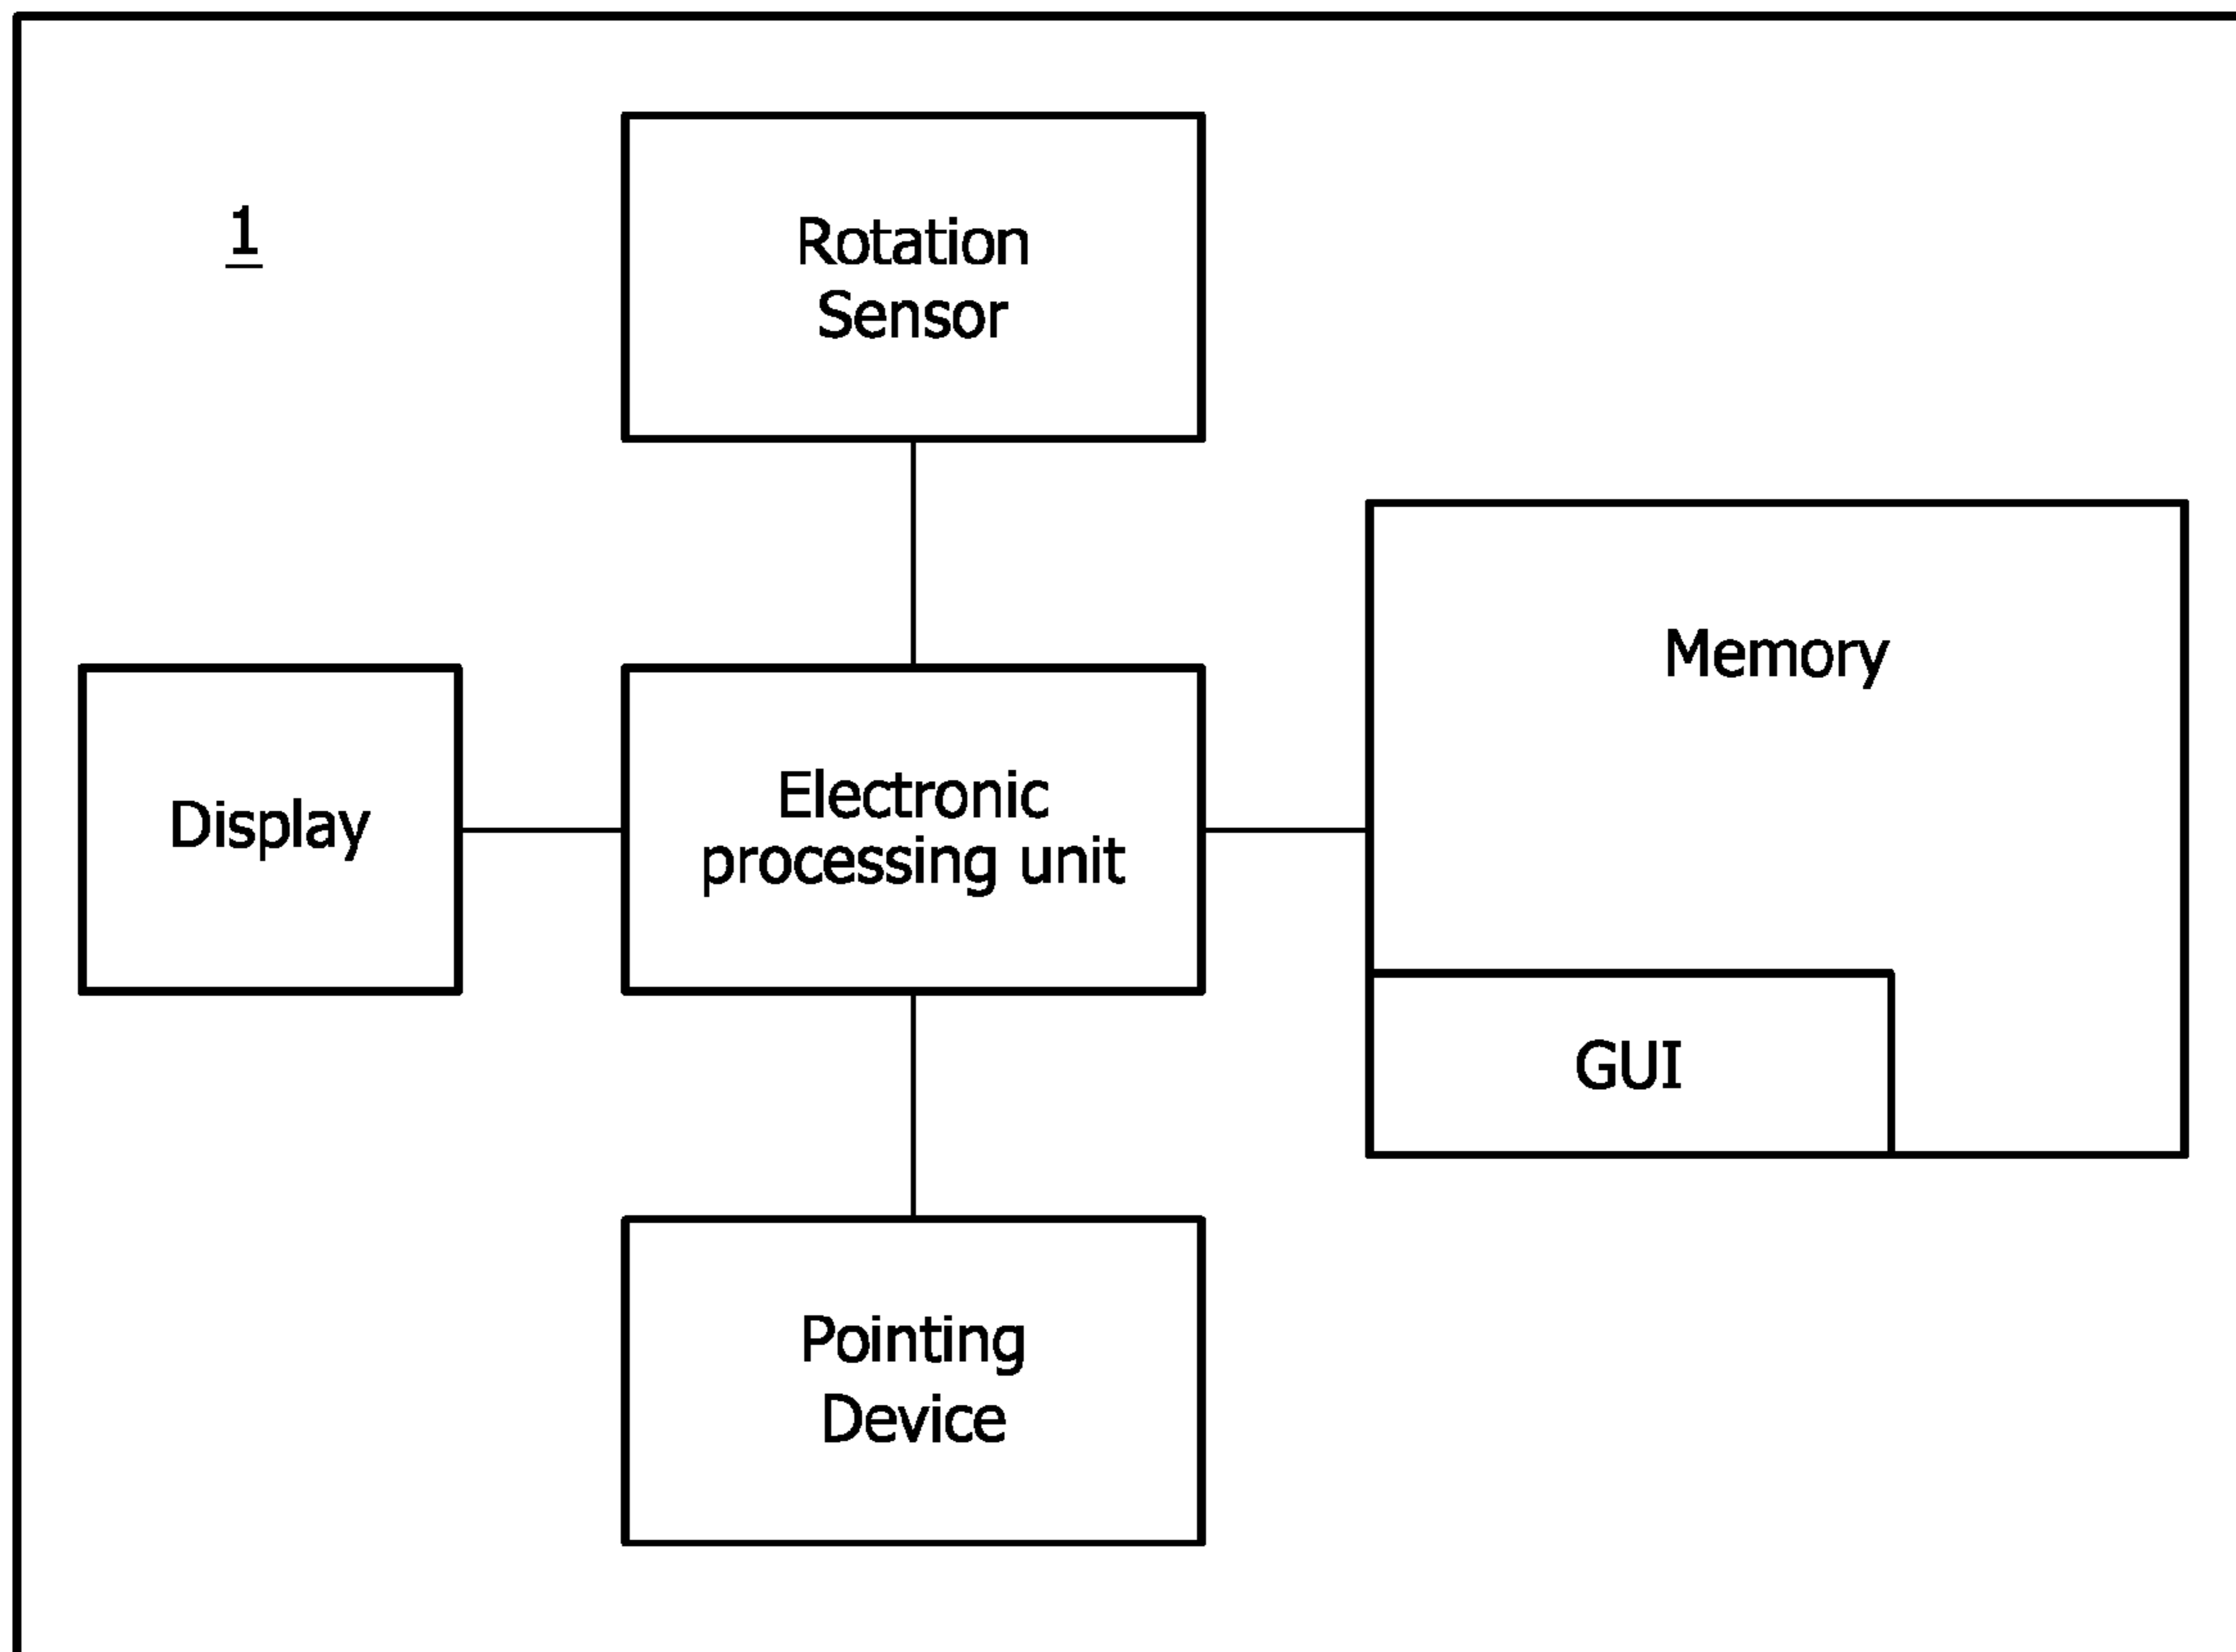 1
Rotation
Sensor
Memory
Display
Electronic
processing unit
GUI
Pointing
Device